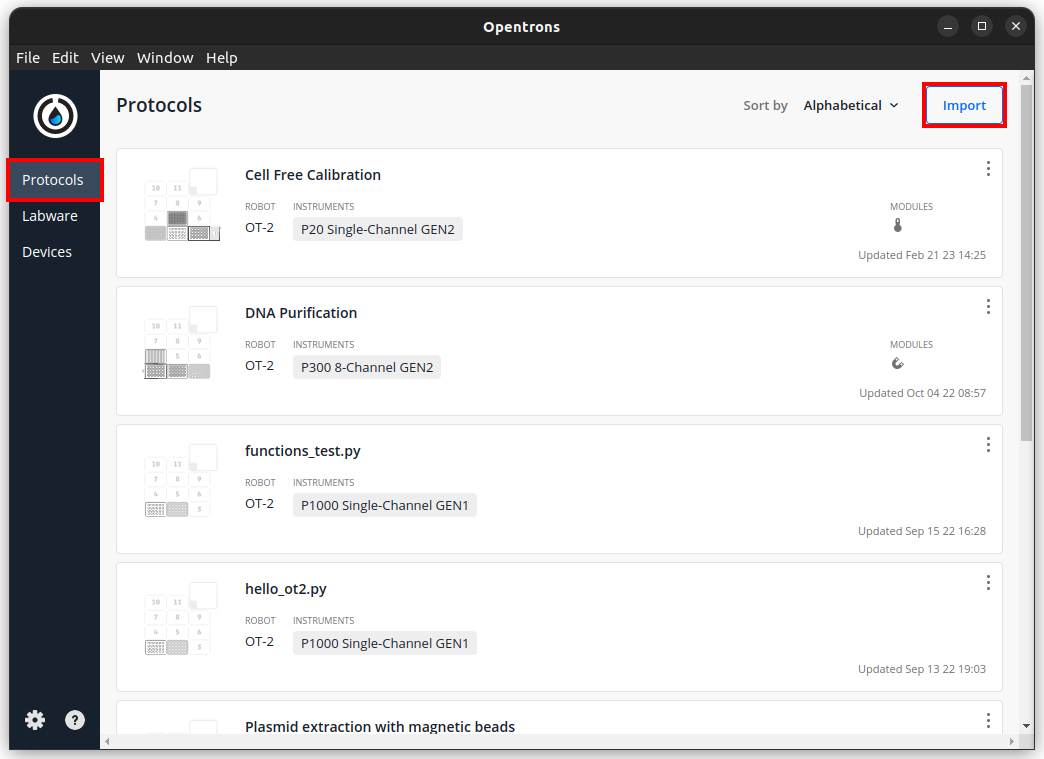 Opentrons
File Edit View Window Help
Protocols
Labware
Devices
Protocols
Sort by Alphabetical
Import
10 11
7 8 9
4 6
Cell Free Calibration
ROBOT INSTRUMENTS MODULES
OT-2 P20 Single-Channel GEN2
Updated Feb 21 23 14:25
10 11
7 8 9
5 6
DNA Purification
ROBOT INSTRUMENTS MODULES
OT-2 P300 8-Channel GEN2
Updated Oct 04 22 08:57
10 11
7 8 9
4 5 6
3
functions_test.py
ROBOT INSTRUMENTS
OT-2 P1000 Single-Channel GEN1
Updated Sep 15 22 16:28
10 11
7 8 9
4 5 6
3
hello_ot2.py
ROBOT INSTRUMENTS
OT-2 P1000 Single-Channel GEN1
Updated Sep 13 22 19:03
Plasmid extraction with magnetic beads
?